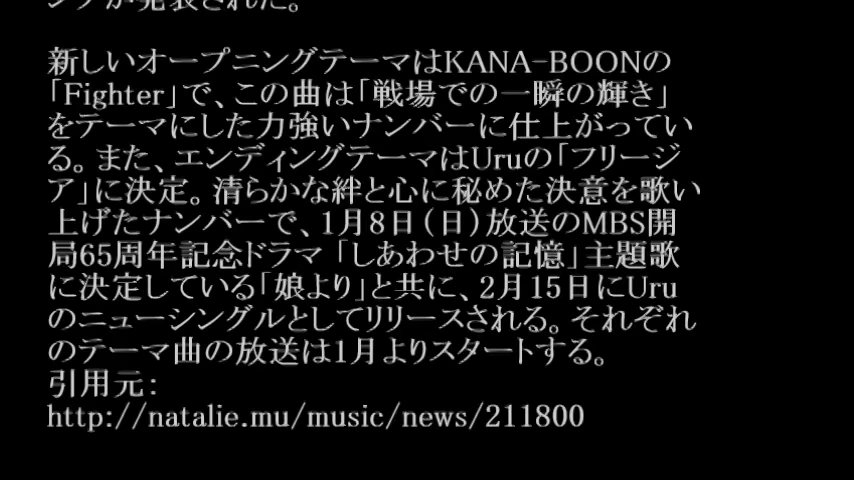 ングが発表された。
新しいオープニングテーマはKANA-BOONの
「Fighter」で、この曲は「戦場での一瞬の輝き」
をテーマにした力強いナンバーに仕上がってい
る。また、エンディングテーマはUruの「フリージ
ア」に決定。清らかな絆と心に秘めた決意を歌い
上げたナンバーで、1月8日(日)放送のMBS開
局65周年記念ドラマ「しあわせの記憶」主題歌
に決定している「娘より」と共に、2月15日にUru
のニューシングルとしてリリースされる。それぞれ
のテーマ曲の放送は1月よりスタートする。
引用元:
http://natalie.mu/music/news/211800